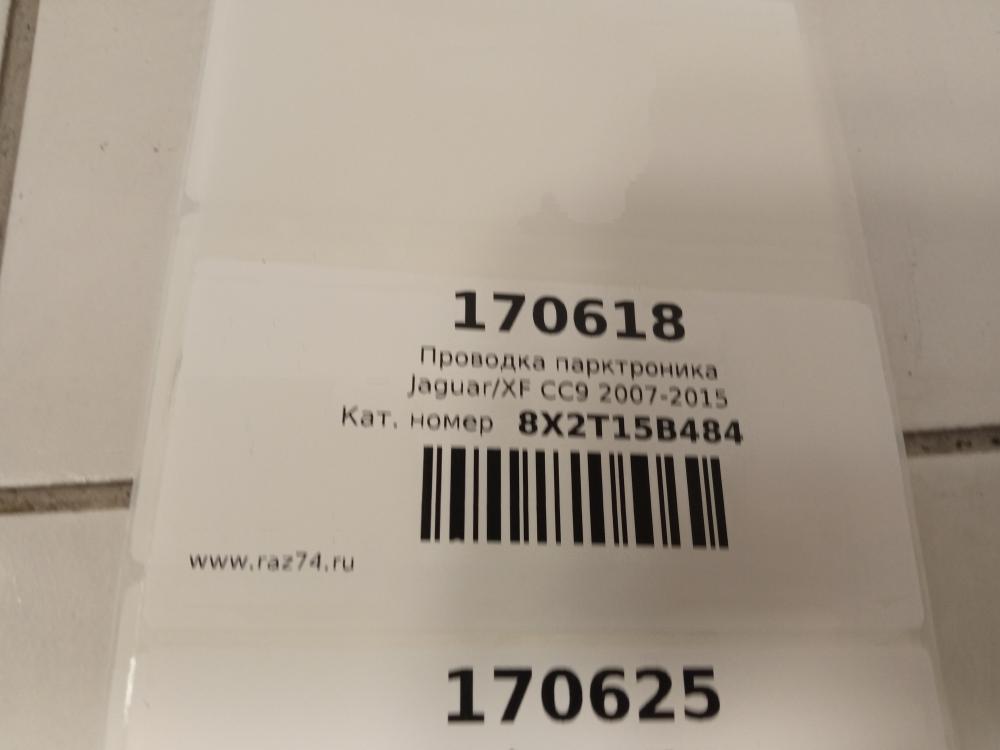 170618
Проводка парктроника
Jaguar/XF CC9 2007-2015
Кат. номер 8X2T15B484
www.raz74.ru
170625